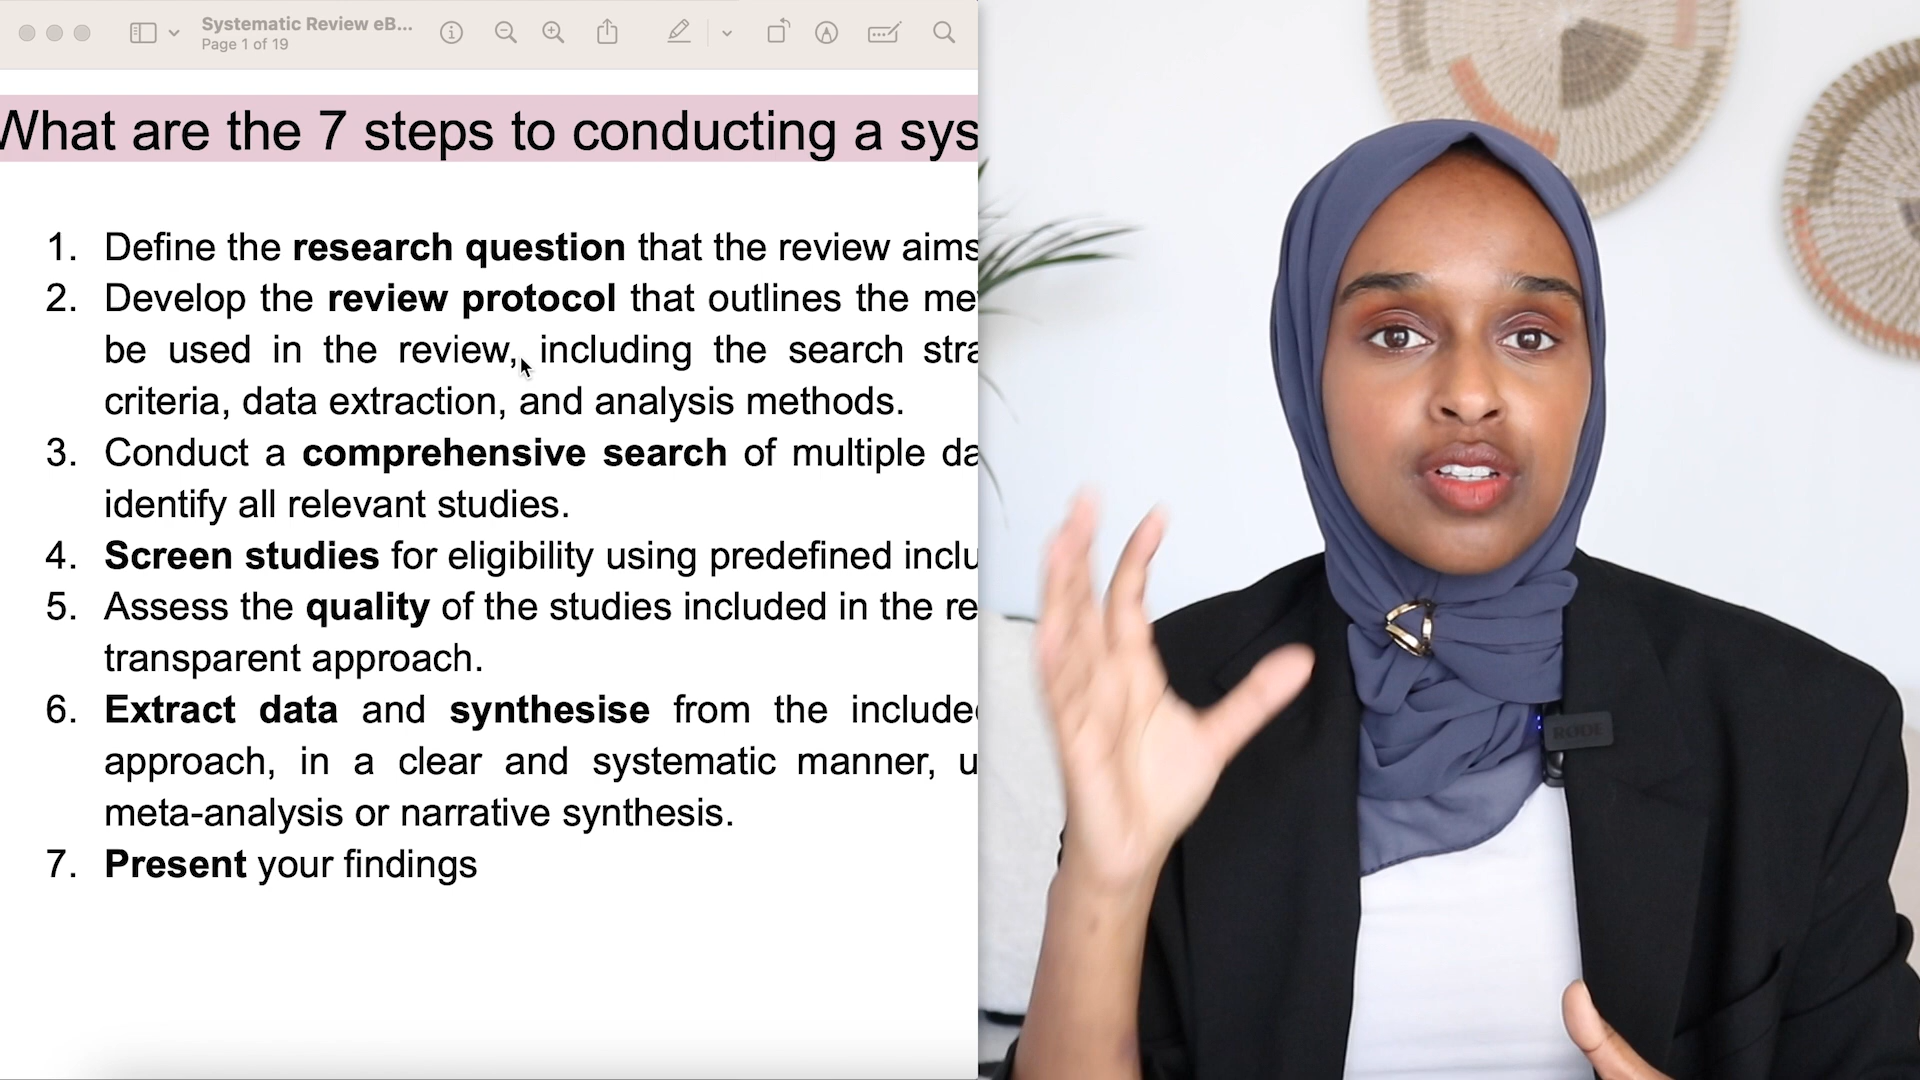 Systematic Review eB...
Page 1 of 19
What are the 7 steps to conducting a sys
1. Define the research question that the review aims
2. Develop the review protocol that outlines the me
be used in the review, including the search stra
criteria, data extraction, and analysis methods.
3. Conduct a comprehensive search of multiple da
identify all relevant studies.
4. Screen studies for eligibility using predefined inclu
5. Assess the quality of the studies included in the re
transparent approach.
6. Extract data and synthesise from the include
approach, in a clear and systematic manner, u
meta-analysis or narrative synthesis.
7. Present your findings
RODE